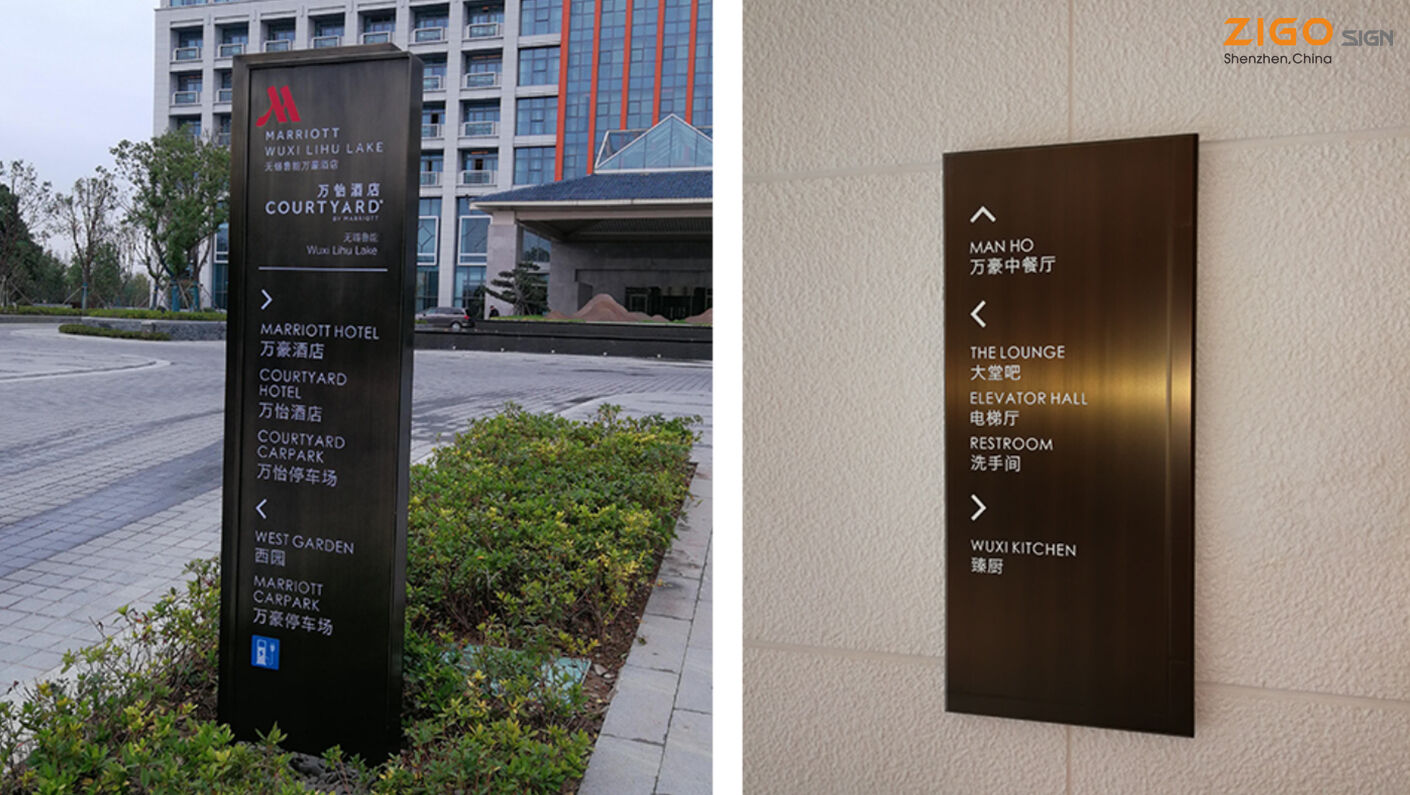 MARRIOTT
WUXI LIHU LAKE
无锡鲁能万豪酒店
万怡酒店
COURTYARD®
BY MARRIOTT
无锡鲁能
Wuxi Lihu Lake
MARRIOTT HOTEL
万豪酒店
COURTYARD
HOTEL
万怡酒店
COURTYARD
CARPARK
万怡停车场
WEST GARDEN
西园
MARRIOTT
CARPARK
万豪停车场
ZIGO SIGN
Shenzhen,China
MAN HO
万豪中餐厅
THE LOUNGE
大堂吧
ELEVATOR HALL
电梯厅
RESTROOM
洗手间
WUXI KITCHEN
臻厨